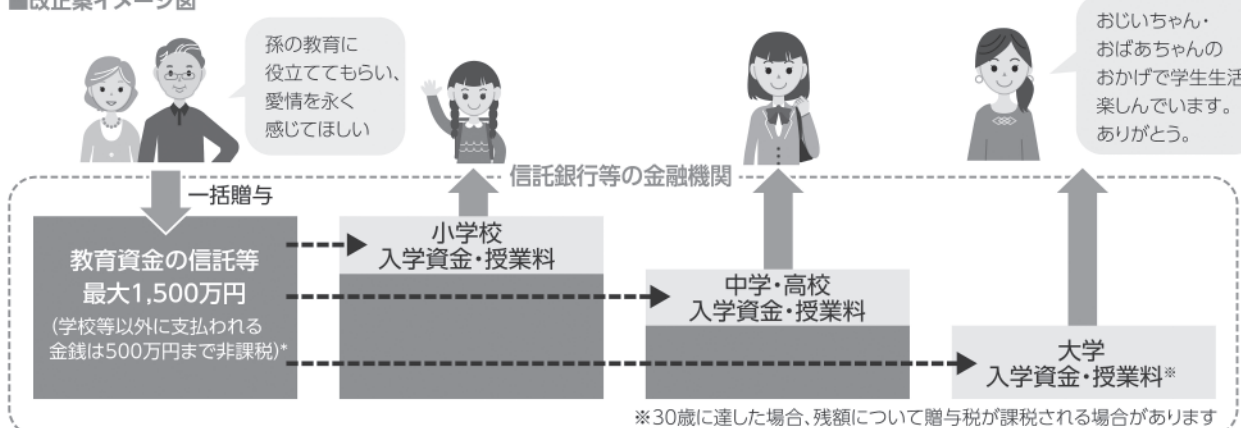 ■改正案イメージ図
孫の教育に
役立ててもらい、
愛情を永く
感じてほしい
おじいちゃん・
おばあちゃんの
おかげで学生生活
楽しんでいます。
ありがとう。
信託銀行等の金融機関
一括贈与
教育資金の信託等
最大1,500万円
(学校等以外に支払われる
金銭は500万円まで非課税)*
小学校
入学資金・授業料
中学・高校
入学資金・授業料
大学
入学資金・授業料※
※30歳に達した場合、残額について贈与税が課税される場合があります